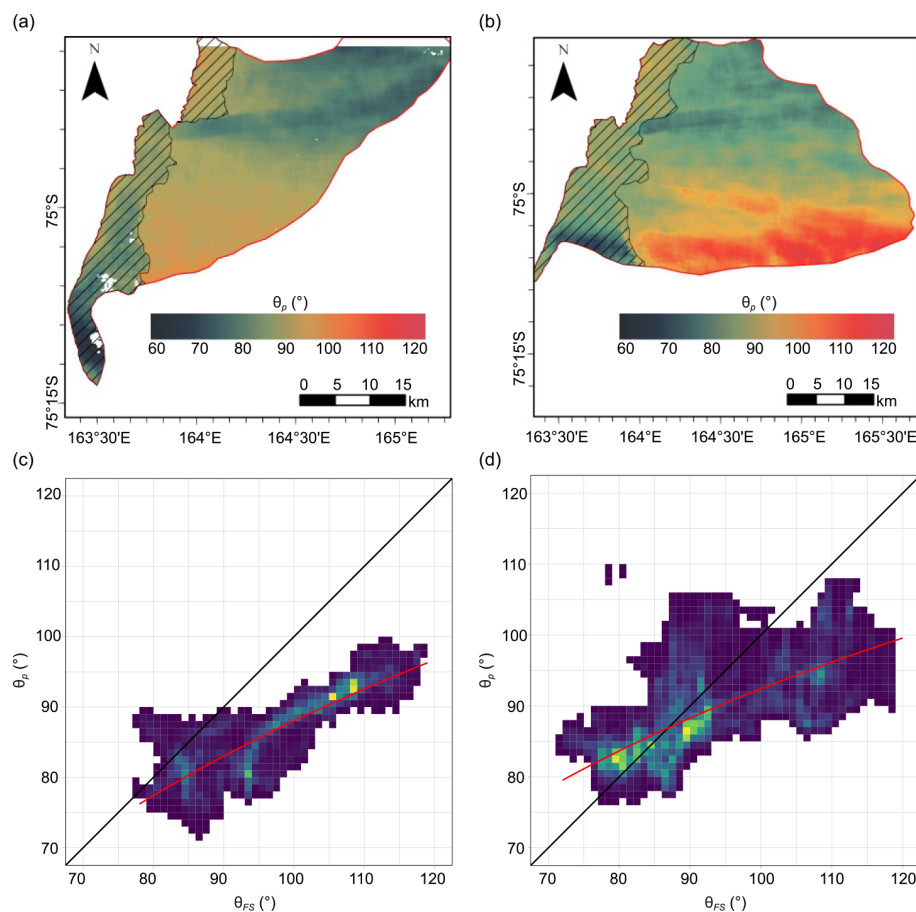 (a)
(b)
N
N
75°S
75°15'S
75°S
75°15'S
θp (°)
60 70 80 90 100 110 120
0 5 10 15
km
θp (°)
60 70 80 90 100 110 120
0 5 10 15
km
163°30'E 164°E 164°30'E 165°E
163°30'E 164°E 164°30'E 165°E 165°30'E
(c)
(d)
120
110
100
90
80
70
θp (°)
70 80 90 100 110 120
θFS (°)
120
110
100
90
80
70
θp (°)
70 80 90 100 110 120
θFS (°)